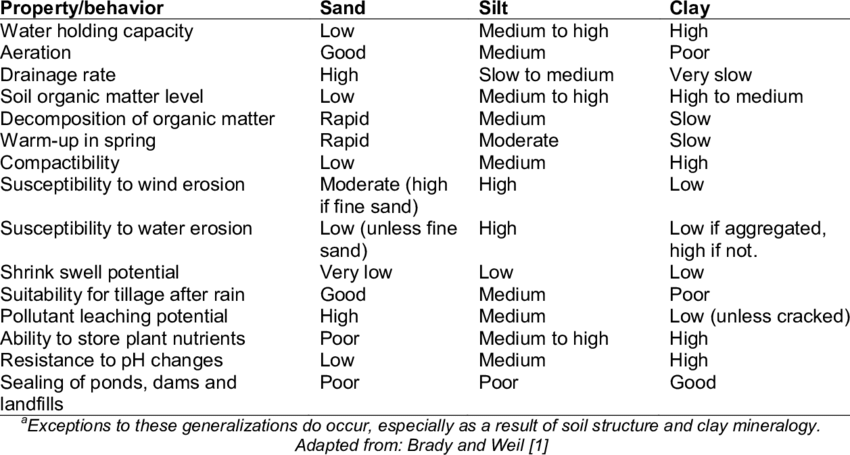 Property/behavior Sand Silt Clay
Water holding capacity Low Medium to high High
Aeration Good Medium Poor
Drainage rate High Slow to medium Very slow
Soil organic matter level Low Medium to high High to medium
Decomposition of organic matter Rapid Medium Slow
Warm-up in spring Rapid Moderate Slow
Compactibility Low Medium High
Susceptibility to wind erosion Moderate (high High Low
if fine sand)
Susceptibility to water erosion Low (unless fine High Low if aggregated,
sand) high if not.
Shrink swell potential Very low Low Low
Suitability for tillage after rain Good Medium Poor
Pollutant leaching potential High Medium Low (unless cracked)
Ability to store plant nutrients Poor Medium to high High
Resistance to pH changes Low Medium High
Sealing of ponds, dams and Poor Poor Good
landfills
aExceptions to these generalizations do occur, especially as a result of soil structure and clay mineralogy.
Adapted from: Brady and Weil [1]